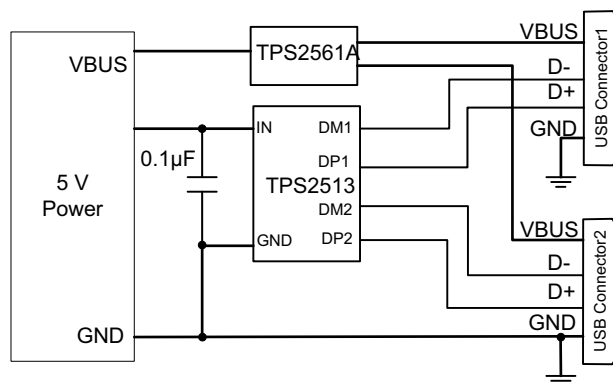 VBUS
TPS2561A
VBUS
D-
D+
GND
USB Connector1
IN
DM1
0.1µF
DP1
5 V
Power
TPS2513
DM2
GND
DP2
VBUS
D-
D+
GND
USB Connector2
GND